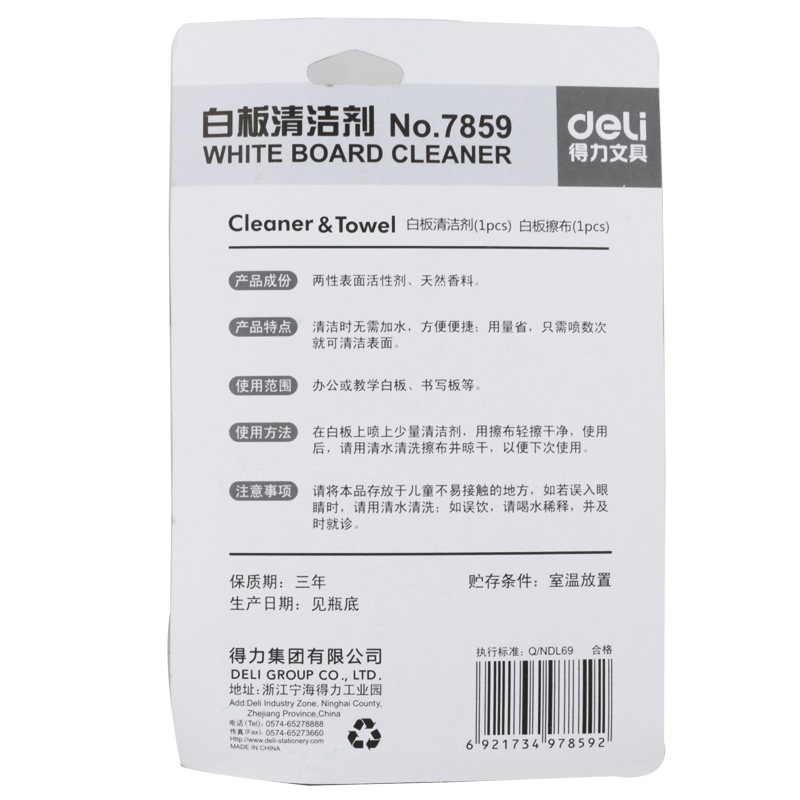 白板清洁剂 No.7859
WHITE BOARD CLEANER
deli
得力文具
Cleaner & Towel 白板清洁剂(1pcs) 白板擦布(1pcs)
产品成份 两性表面活性剂、天然香料。
产品特点 清洁时无需加水，方便便捷；用量省，只需喷数次
就可清洁表面。
使用范围 办公或教学白板、书写板等。
使用方法 在白板上喷上少量清洁剂，用擦布轻擦干净，使用
后，请用清水清洗擦布并晾干，以便下次使用。
注意事项 请将本品存放于儿童不易接触的地方，如若误入眼
睛时，请用清水清洗；如误饮，请喝水稀释，并及
时就诊。
保质期：三年 贮存条件：室温放置
生产日期：见瓶底
得力集团有限公司
DELI GROUP CO., LTD.
地址：浙江宁海得力工业园
Add:Deli Industry Zone, Ninghai County,
Zhejiang Province,China
电话(Tel): 0574-65278888
传真(Fax): 0574-65273660
Http://www.deli-stationery.com
MADE IN CHINA
执行标准：Q/NDL69 合格
6 921734 978592